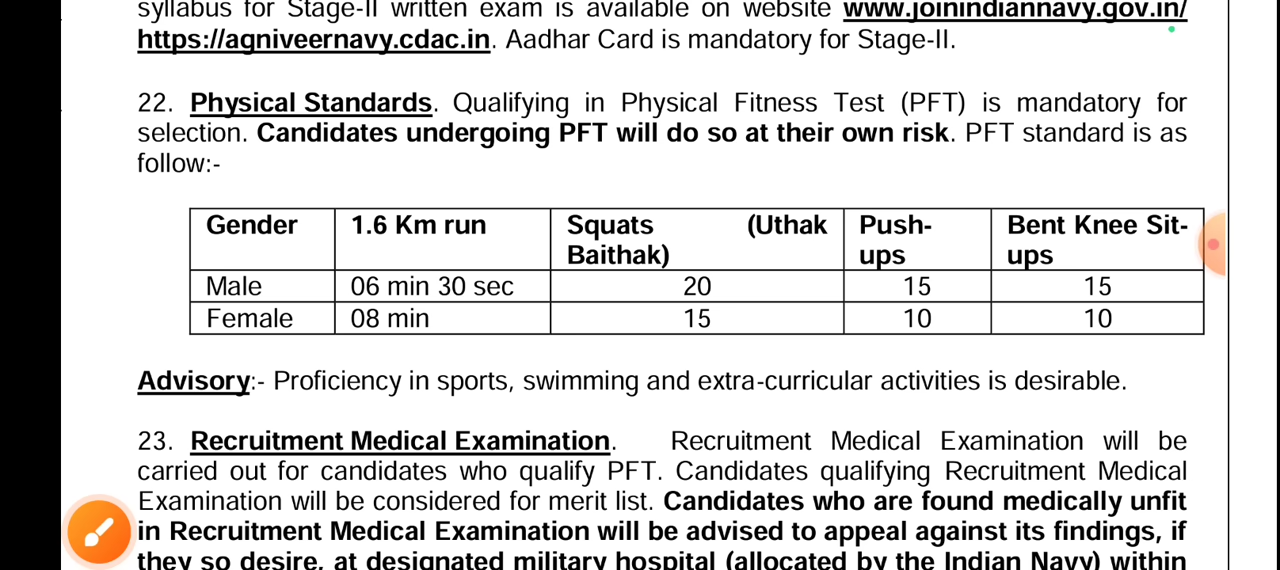 syllabus for Stage-II written exam is available on website www.joinindiannavy.gov.in/
https://agniveernavy.cdac.in. Aadhar Card is mandatory for Stage-II.
22. Physical Standards. Qualifying in Physical Fitness Test (PFT) is mandatory for
selection. Candidates undergoing PFT will do so at their own risk. PFT standard is as
follow:-
Gender 1.6 Km run Squats (Uthak Baithak) Push-ups Bent Knee Sit-ups
Male 06 min 30 sec 20 15 15
Female 08 min 15 10 10
Advisory:- Proficiency in sports, swimming and extra-curricular activities is desirable.
23. Recruitment Medical Examination. Recruitment Medical Examination will be
carried out for candidates who qualify PFT. Candidates qualifying Recruitment Medical
Examination will be considered for merit list. Candidates who are found medically unfit
in Recruitment Medical Examination will be advised to appeal against its findings, if
they so desire, at designated military hospital (allocated by the Indian Navy) within